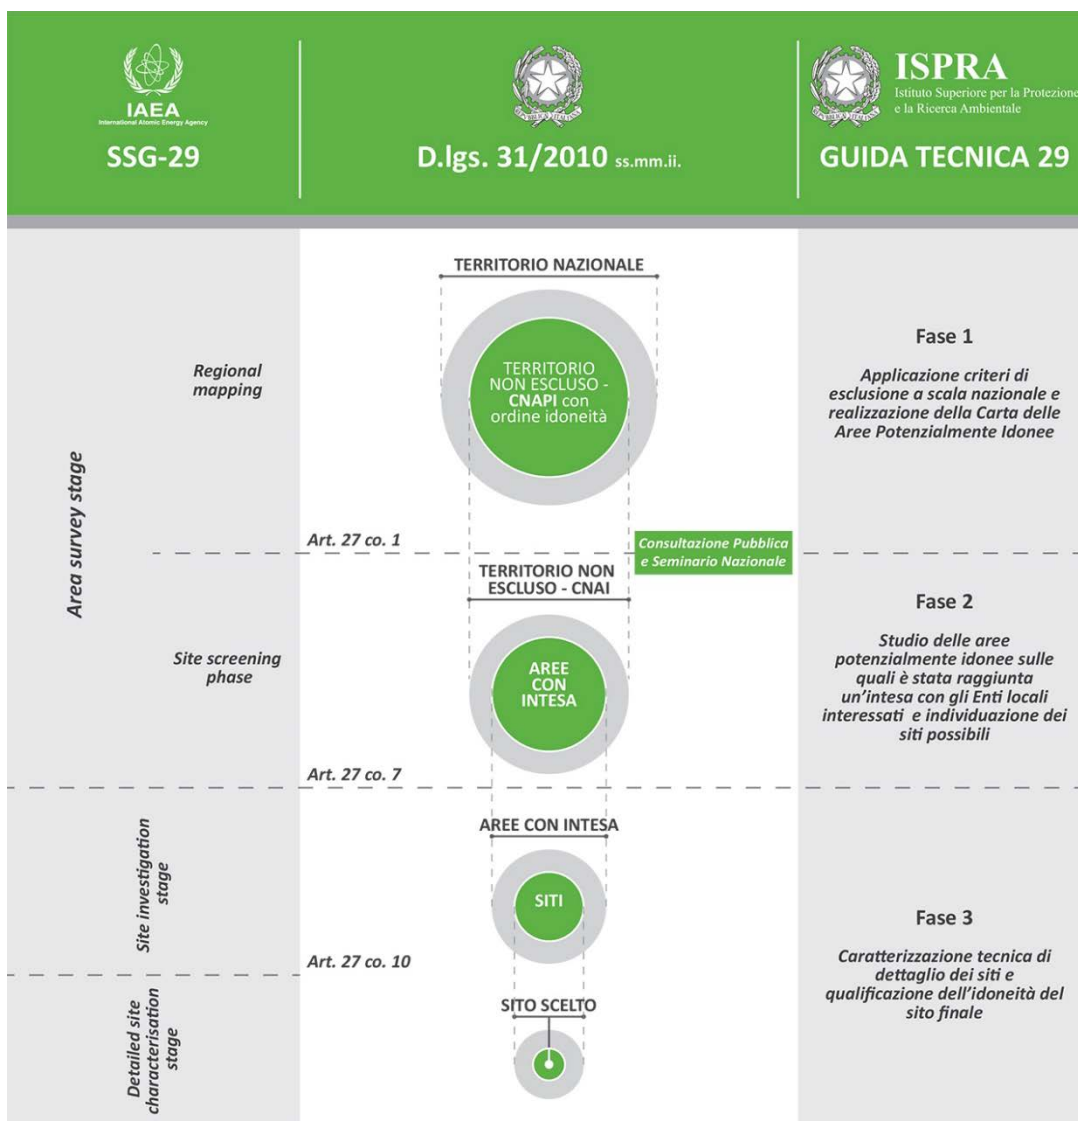 IAEA
International Atomic Energy Agency
SSG-29
D.lgs. 31/2010 ss.mm.ii.
ISPRA
Istituto Superiore per la Protezione
e la Ricerca Ambientale
GUIDA TECNICA 29
Area survey stage
Regional
mapping
TERRITORIO NAZIONALE
TERRITORIO
NON ESCLUSO -
CNAPI con
ordine idoneità
Fase 1
Applicazione criteri di
esclusione a scala nazionale e
realizzazione della Carta delle
Aree Potenzialmente Idonee
Art. 27 co. 1
Consultazione Pubblica
e Seminario Nazionale
Site screening
phase
TERRITORIO NON
ESCLUSO - CNAI
AREE
CON
INTESA
Fase 2
Studio delle aree
potenzialmente idonee sulle
quali è stata raggiunta
un'intesa con gli Enti locali
interessati e individuazione dei
siti possibili
Art. 27 co. 7
Site investigation
stage
AREE CON INTESA
SITI
Art. 27 co. 10
Detailed site
characterisation
stage
SITO SCELTO
Fase 3
Caratterizzazione tecnica di
dettaglio dei siti e
qualificazione dell'idoneità del
sito finale